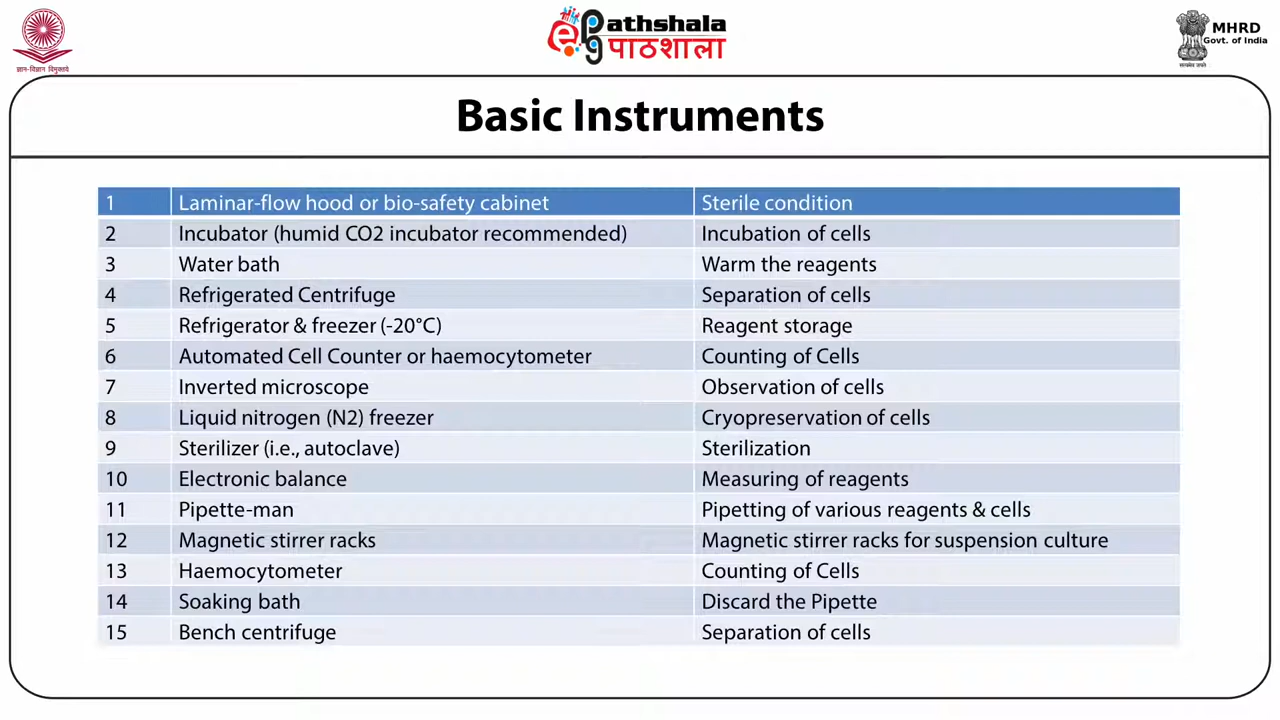 ज्ञान-विज्ञान विमुक्तये
ePathshala
पाठशाला
MHRD
Govt. of India
सत्यमेव जयते
Basic Instruments
1 Laminar-flow hood or bio-safety cabinet Sterile condition
2 Incubator (humid CO2 incubator recommended) Incubation of cells
3 Water bath Warm the reagents
4 Refrigerated Centrifuge Separation of cells
5 Refrigerator & freezer (-20°C) Reagent storage
6 Automated Cell Counter or haemocytometer Counting of Cells
7 Inverted microscope Observation of cells
8 Liquid nitrogen (N2) freezer Cryopreservation of cells
9 Sterilizer (i.e., autoclave) Sterilization
10 Electronic balance Measuring of reagents
11 Pipette-man Pipetting of various reagents & cells
12 Magnetic stirrer racks Magnetic stirrer racks for suspension culture
13 Haemocytometer Counting of Cells
14 Soaking bath Discard the Pipette
15 Bench centrifuge Separation of cells